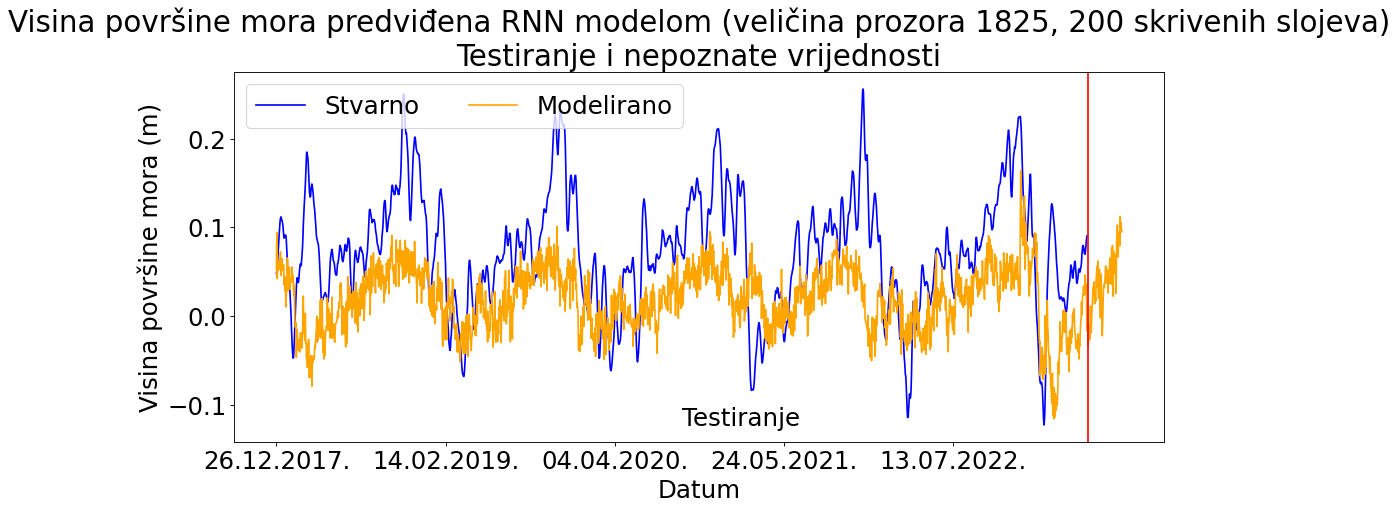 Visina površine mora predviđena RNN modelom (veličina prozora 1825, 200 skrivenih slojeva)
Testiranje i nepoznate vrijednosti
Stvarno
Modelirano
Visina površine mora (m)
0.2
0.1
0.0
−0.1
Testiranje
26.12.2017.
14.02.2019.
04.04.2020.
24.05.2021.
13.07.2022.
Datum